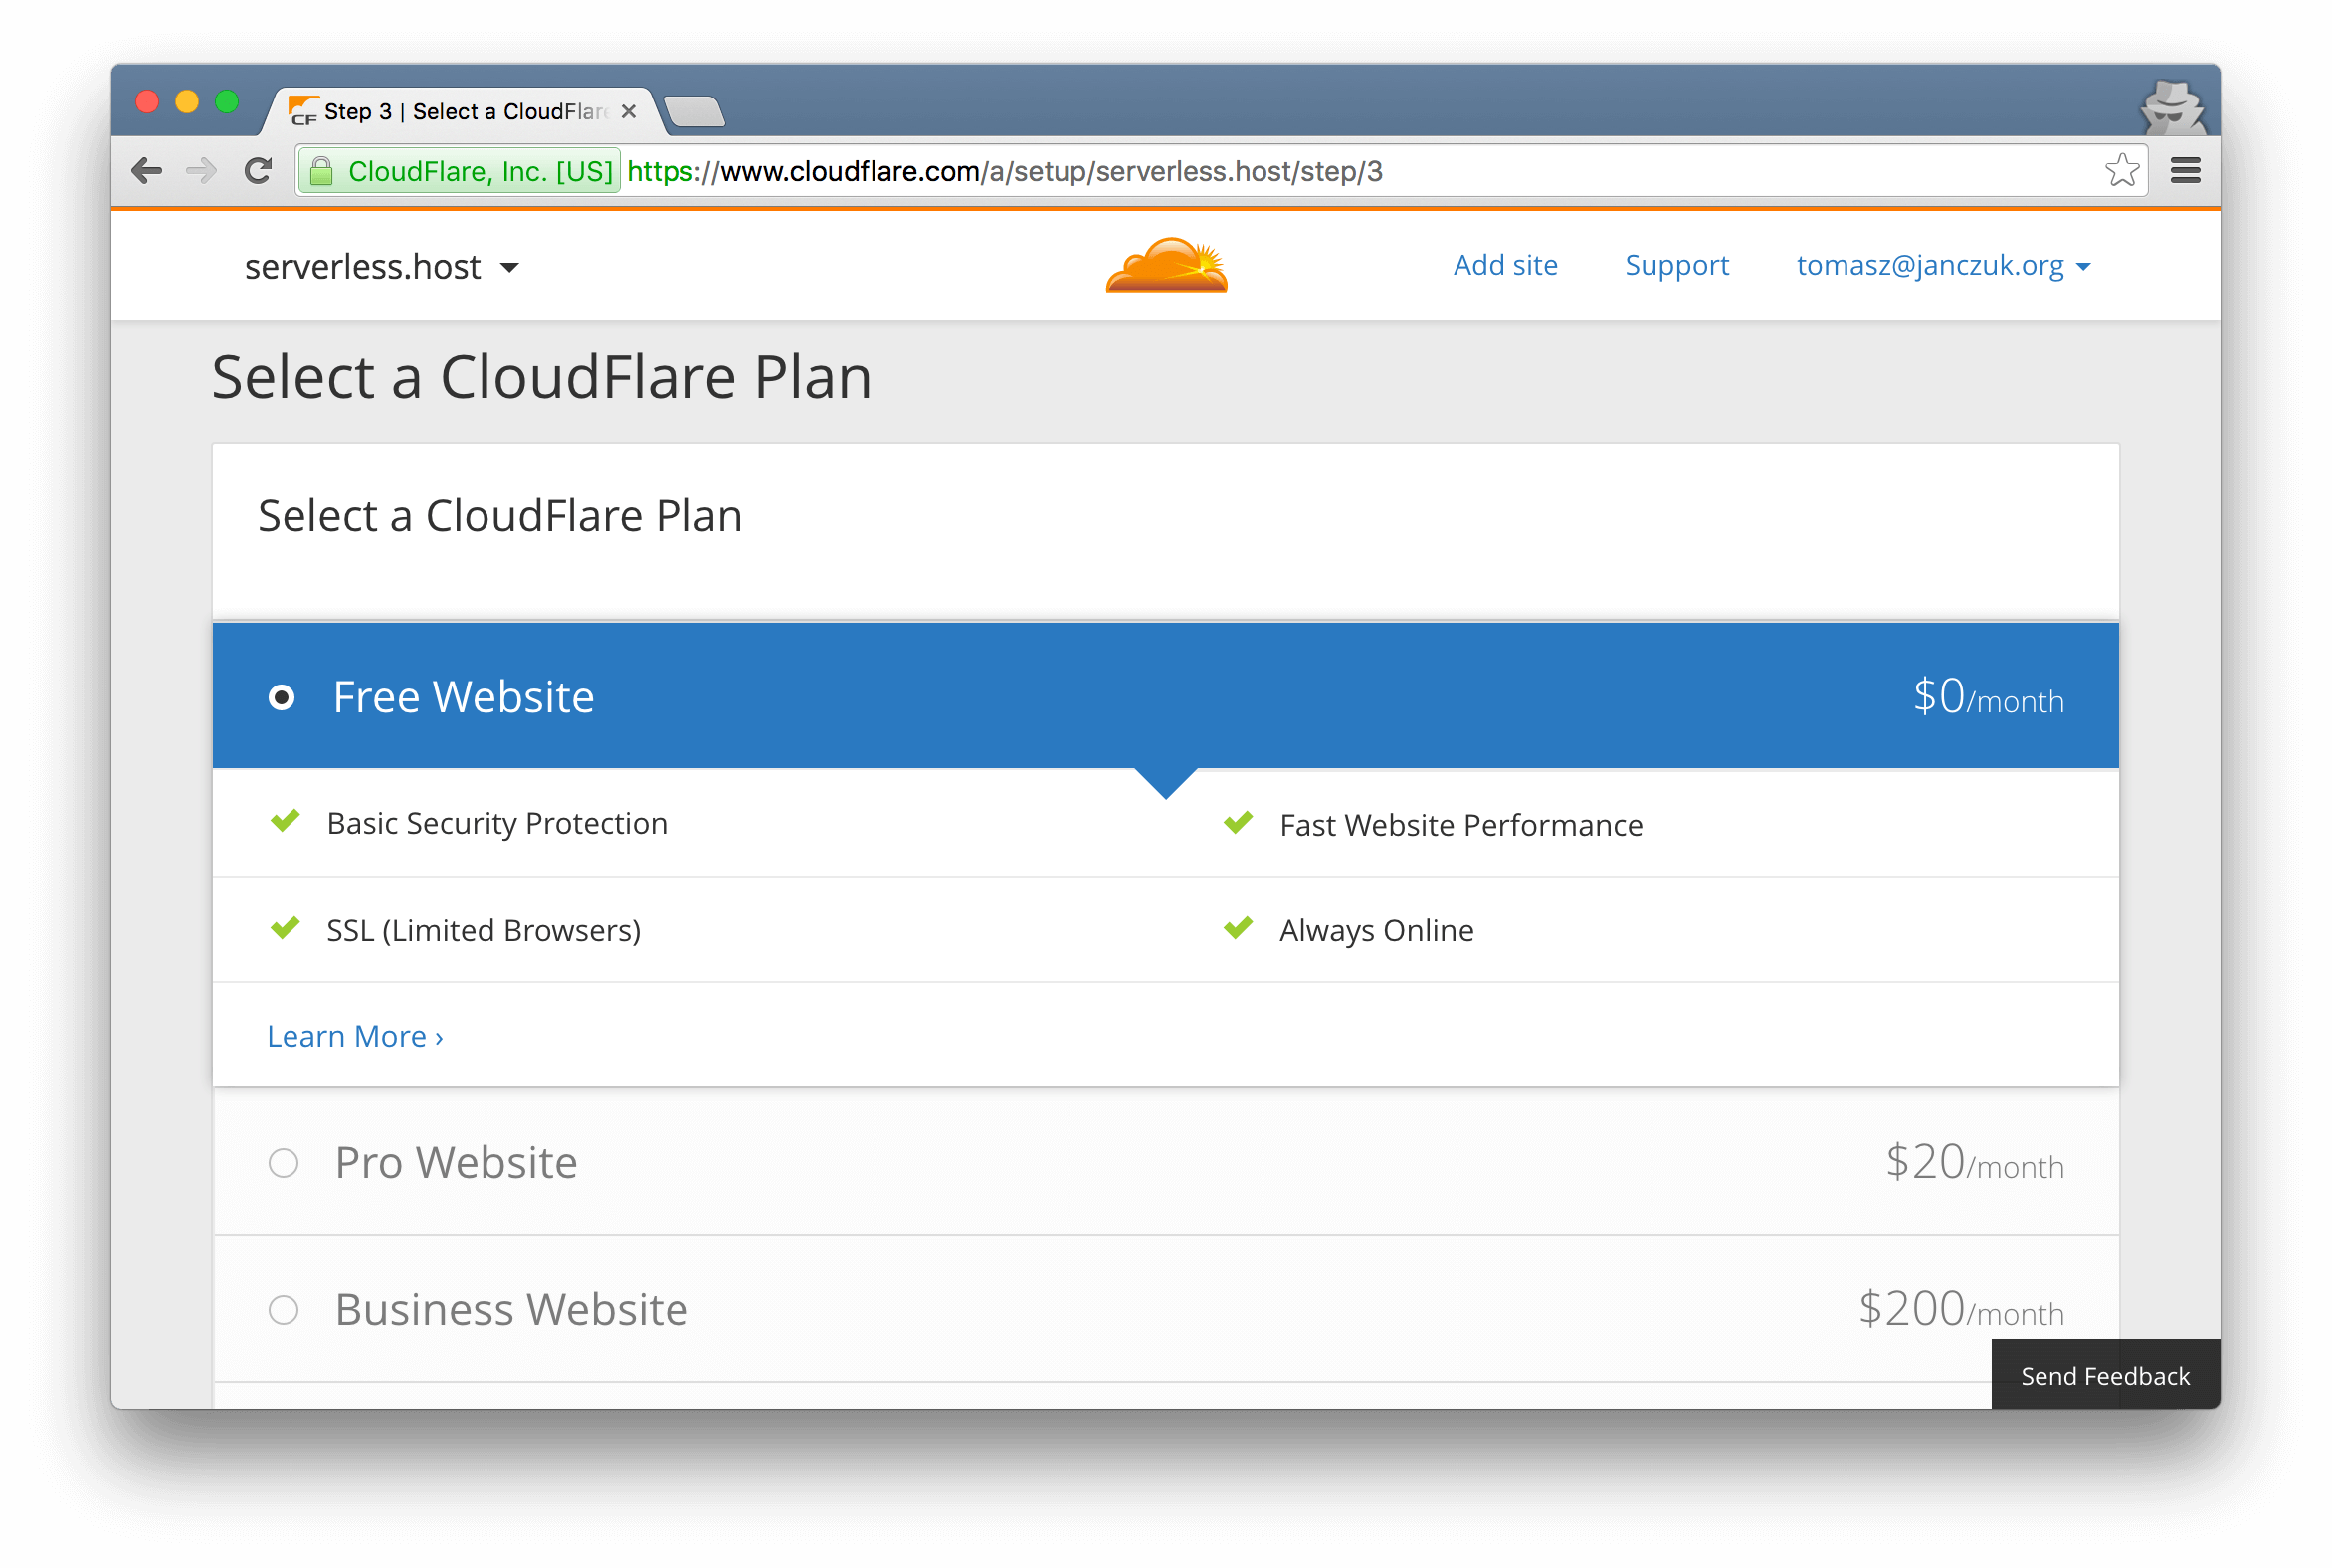 CF Step 3 | Select a CloudFlare
CloudFlare, Inc. [US] https://www.cloudflare.com/a/setup/serverless.host/step/3
serverless.host Add site Support tomasz@janczuk.org
Select a CloudFlare Plan
Select a CloudFlare Plan
Free Website $0/month
Basic Security Protection Fast Website Performance
SSL (Limited Browsers) Always Online
Learn More ›
Pro Website $20/month
Business Website $200/month
Send Feedback